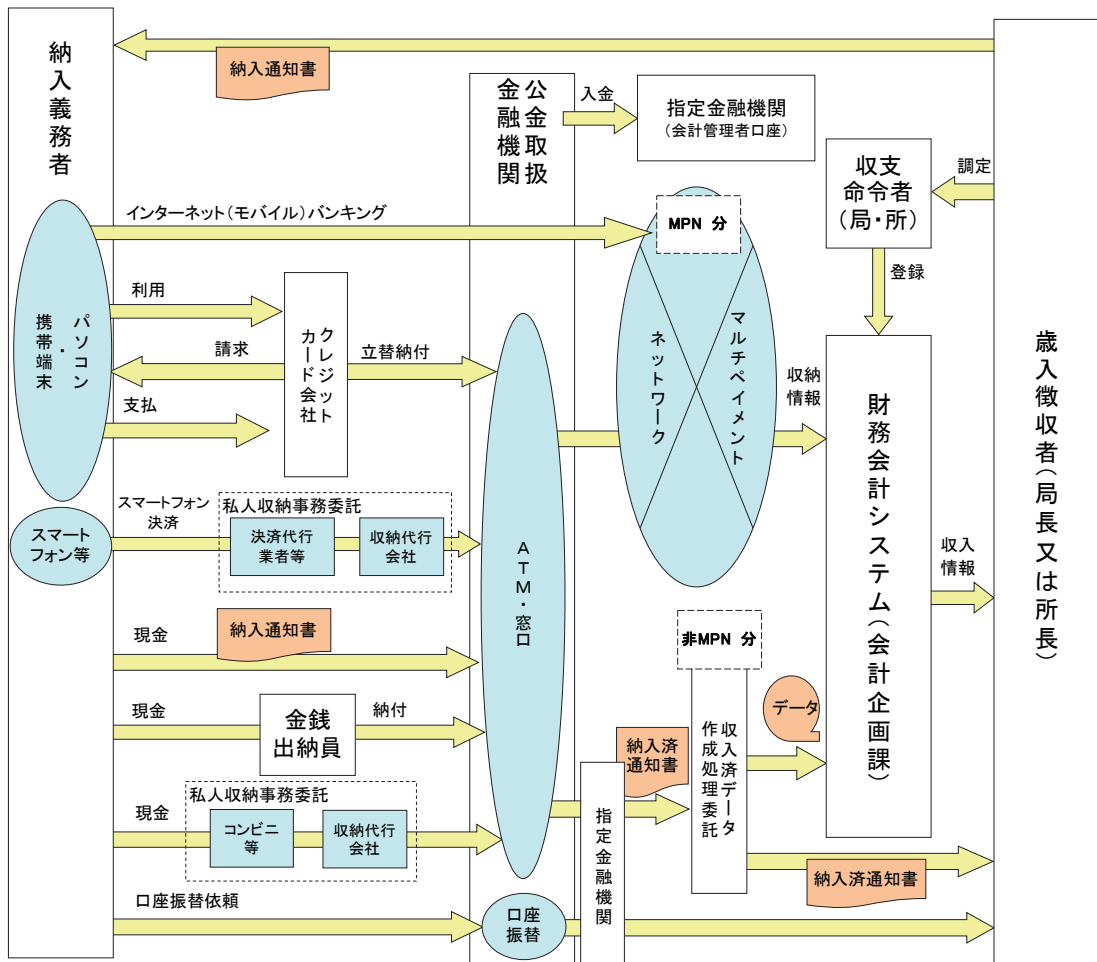 納入義務者
納入通知書
公金取扱
金融機関
入金
指定金融機関
(会計管理者口座)
収支
命令者
(局・所)
調定
登録
インターネット(モバイル)バンキング
MPN 分
パソコン
・
携帯端末
利用
請求
支払
クレジット
カード会社
立替納付
マルチペイメント
ネットワーク
収納
情報
財務会計システム(会計企画課)
歳入徴収者(局長又は所長)
収入
情報
スマート
フォン等
スマートフォン
決済
私人収納事務委託
決済代行
業者等
収納代行
会社
ATM・窓口
現金
納入通知書
現金
金銭
出納員
納付
現金
私人収納事務委託
コンビニ
等
収納代行
会社
非MPN 分
収入済データ
作成処理委託
データ
納入済
通知書
指定金融機関
納入済通知書
口座振替依頼
口座
振替